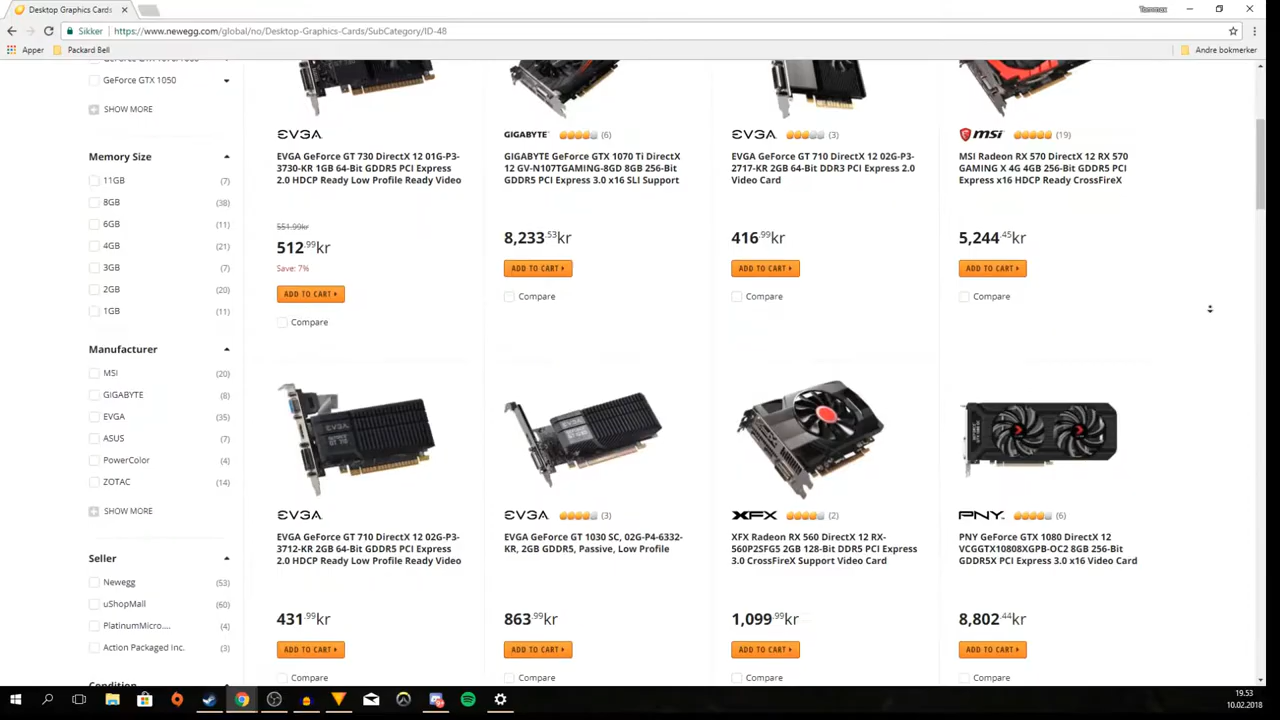 Desktop Graphics Cards
Tommox
Sikker https://www.newegg.com/global/no/Desktop-Graphics-Cards/SubCategory/ID-48
Apper Packard Bell Andre bokmerker
GeForce GTX 1050
SHOW MORE
Memory Size
11GB (7)
8GB (38)
6GB (11)
4GB (21)
3GB (7)
2GB (20)
1GB (11)
Manufacturer
MSI (20)
GIGABYTE (8)
EVGA (35)
ASUS (7)
PowerColor (4)
ZOTAC (14)
SHOW MORE
Seller
Newegg (53)
uShopMall (60)
PlatinumMicro.... (4)
Action Packaged Inc. (3)
Condition
EVGA
EVGA GeForce GT 730 DirectX 12 01G-P3-
3730-KR 1GB 64-Bit GDDR5 PCI Express
2.0 HDCP Ready Low Profile Ready Video
551.99kr
512.99kr
Save: 7%
ADD TO CART
Compare
GIGABYTE (6)
GIGABYTE GeForce GTX 1070 Ti DirectX
12 GV-N107TGAMING-8GD 8GB 256-Bit
GDDR5 PCI Express 3.0 x16 SLI Support
8,233.53kr
ADD TO CART
Compare
EVGA (3)
EVGA GeForce GT 710 DirectX 12 02G-P3-
2717-KR 2GB 64-Bit DDR3 PCI Express 2.0
Video Card
416.99kr
ADD TO CART
Compare
msi (19)
MSI Radeon RX 570 DirectX 12 RX 570
GAMING X 4G 4GB 256-Bit GDDR5 PCI
Express x16 HDCP Ready CrossFireX
5,244.45kr
ADD TO CART
Compare
EVGA
EVGA GeForce GT 710 DirectX 12 02G-P3-
3712-KR 2GB 64-Bit GDDR5 PCI Express
2.0 HDCP Ready Low Profile Ready Video
431.99kr
ADD TO CART
Compare
EVGA (3)
EVGA GeForce GT 1030 SC, 02G-P4-6332-
KR, 2GB GDDR5, Passive, Low Profile
863.99kr
ADD TO CART
Compare
XFX (2)
XFX Radeon RX 560 DirectX 12 RX-
560P2SFG5 2GB 128-Bit DDR5 PCI Express
3.0 CrossFireX Support Video Card
1,099.99kr
ADD TO CART
Compare
PNY (6)
PNY GeForce GTX 1080 DirectX 12
VCGGTX10808XGPB-OC2 8GB 256-Bit
GDDR5X PCI Express 3.0 x16 Video Card
8,802.44kr
ADD TO CART
Compare
19.53
10.02.2018